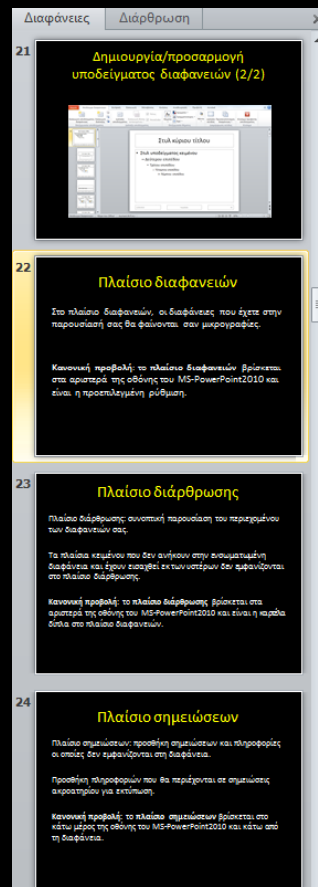 Διαφάνειες Διάρθρωση
21
Δημιουργία/προσαρμογή
υποδείγματος διαφανειών (2/2)
Στυλ κύριου τίτλου
22
Πλαίσιο διαφανειών
Στο πλαίσιο διαφανειών, οι διαφάνειες που έχετε στην
παρουσίασή σας θα φαίνονται σαν μικρογραφίες.
Κανονική προβολή: το πλαίσιο διαφανειών βρίσκεται
στα αριστερά της οθόνης του MS-PowerPoint2010 και
είναι η προεπιλεγμένη ρύθμιση.
23
Πλαίσιο διάρθρωσης
Πλαίσιο διάρθρωσης: συνοπτική παρουσίαση του περιεχομένου
των διαφανειών σας.
Τα πλαίσια κειμένου που δεν ανήκουν στην ενσωματωμένη
διαφάνεια και έχουν εισαχθεί εκ των υστέρων δεν εμφανίζονται
στο πλαίσιο διάρθρωσης.
Κανονική προβολή: το πλαίσιο διάρθρωσης βρίσκεται στα
αριστερά της οθόνης του MS-PowerPoint2010 και είναι η καρτέλα
δίπλα στο πλαίσιο διαφανειών.
24
Πλαίσιο σημειώσεων
Πλαίσιο σημειώσεων: προσθήκη σημειώσεων και πληροφορίες
οι οποίες δεν εμφανίζονται στη διαφάνεια.
Προσθήκη πληροφοριών που θα περιέχονται σε σημειώσεις
ακροατηρίου για εκτύπωση.
Κανονική προβολή: το πλαίσιο σημειώσεων βρίσκεται στο
κάτω μέρος της οθόνης του MS-PowerPoint2010 και κάτω από
τη διαφάνεια.